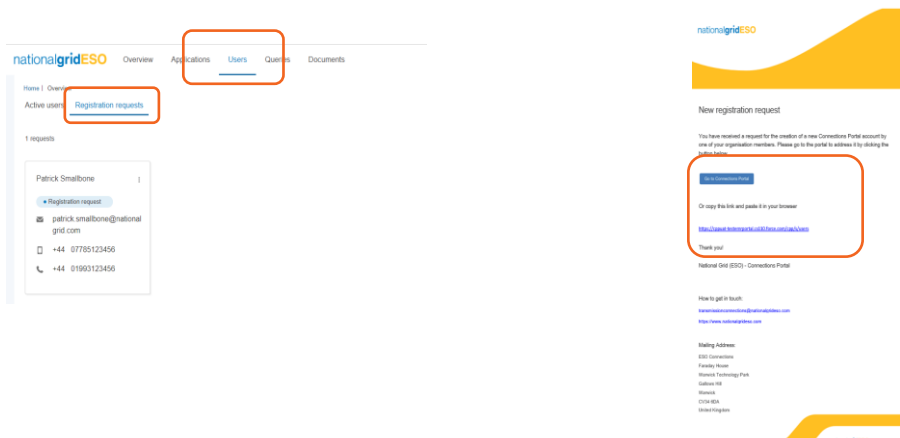 nationalgridESO Overview Applications Users Queries Documents
Home | Overview
Active users Registration requests
1 requests
Patrick Smallbone
• Registration request
patrick.smallbone@national
grid.com
+44 07785123456
+44 01993123456
nationalgridESO
New registration request
You have received a request for the creation of a new Connections Portal account by
one of your organisation members. Please go to the portal to address it by clicking the
button below.
Go to Connections Portal
Or copy this link and paste it in your browser
Thank you!
National Grid (ESO) - Connections Portal
How to get in touch:
transmissionconnections@nationalgrideso.com
https://www.nationalgrideso.com
Mailing Address:
ESO Connections
Faraday House
Warwick Technology Park
Gallows Hill
Warwick
CV34 6DA
United Kingdom